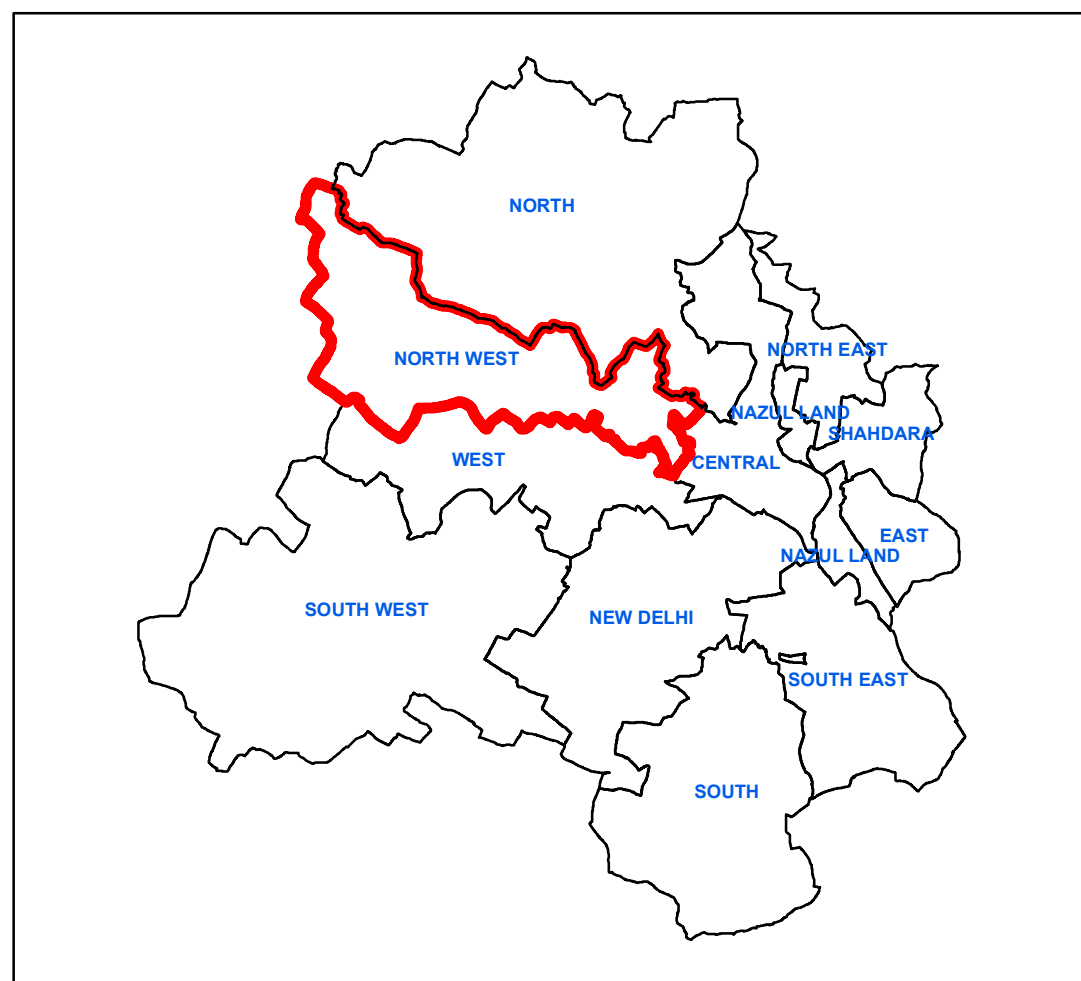 NORTH
NORTH EAST
NORTH WEST
NAZUL LAND
SHAHDARA
WEST
CENTRAL
EAST
NAZUL LAND
SOUTH WEST
NEW DELHI
SOUTH EAST
SOUTH